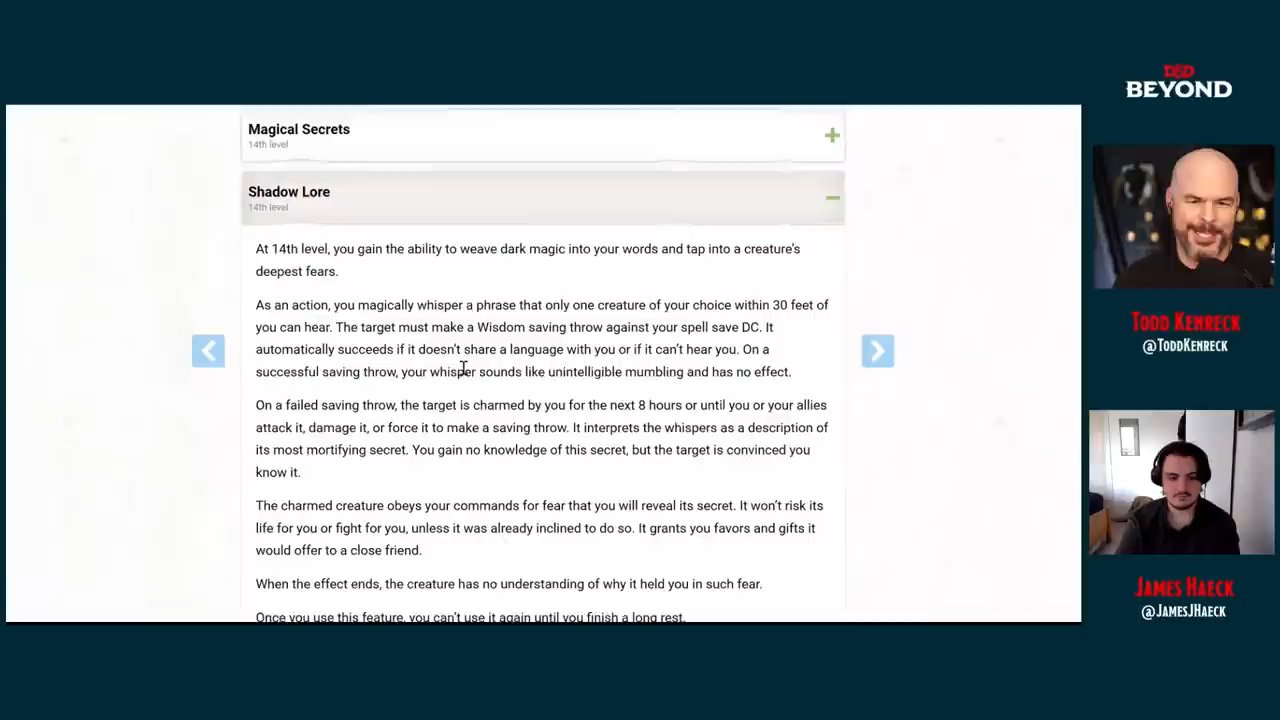 Magical Secrets
14th level
Shadow Lore
14th level
At 14th level, you gain the ability to weave dark magic into your words and tap into a creature's
deepest fears.
As an action, you magically whisper a phrase that only one creature of your choice within 30 feet of
you can hear. The target must make a Wisdom saving throw against your spell save DC. It
automatically succeeds if it doesn't share a language with you or if it can't hear you. On a
successful saving throw, your whisper sounds like unintelligible mumbling and has no effect.
On a failed saving throw, the target is charmed by you for the next 8 hours or until you or your allies
attack it, damage it, or force it to make a saving throw. It interprets the whispers as a description of
its most mortifying secret. You gain no knowledge of this secret, but the target is convinced you
know it.
The charmed creature obeys your commands for fear that you will reveal its secret. It won't risk its
life for you or fight for you, unless it was already inclined to do so. It grants you favors and gifts it
would offer to a close friend.
When the effect ends, the creature has no understanding of why it held you in such fear.
Once you use this feature, you can't use it again until you finish a long rest.
D&D
BEYOND
Todd Kenreck
@ToddKenreck
James Haeck
@JamesJHaeck